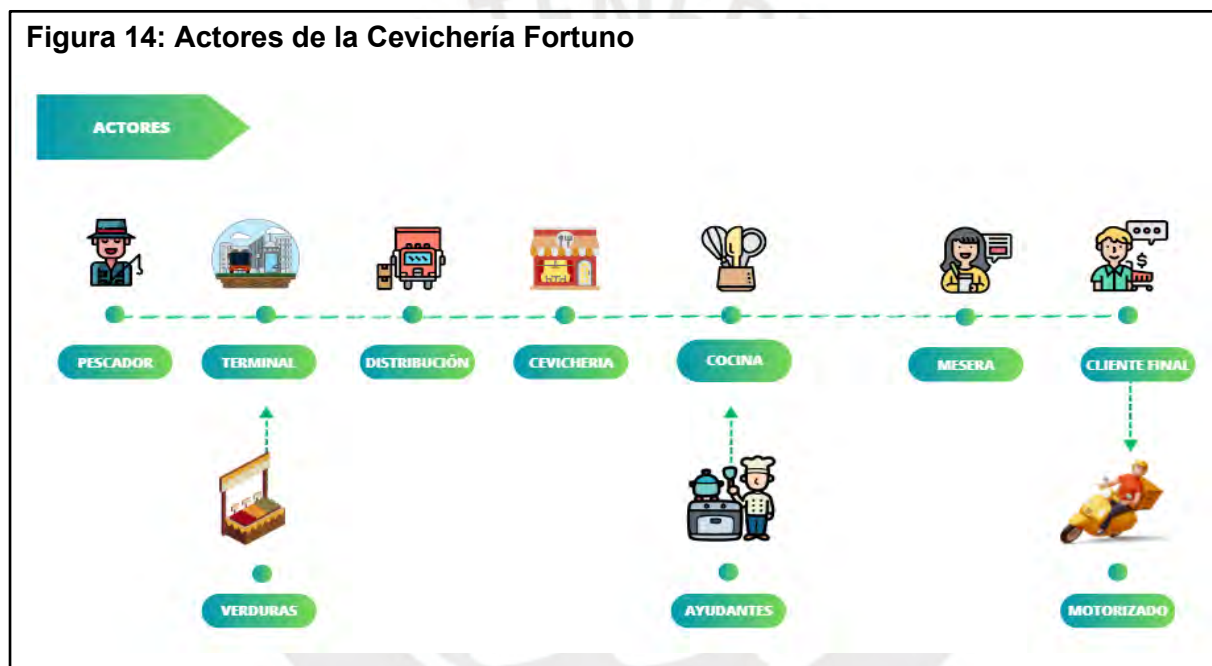 Figura 14: Actores de la Cevichería Fortuno
ACTORES
PESCADOR
TERMINAL
DISTRIBUCIÓN
CEVICHERIA
COCINA
MESERA
CLIENTE FINAL
VERDURAS
AYUDANTES
MOTORIZADO